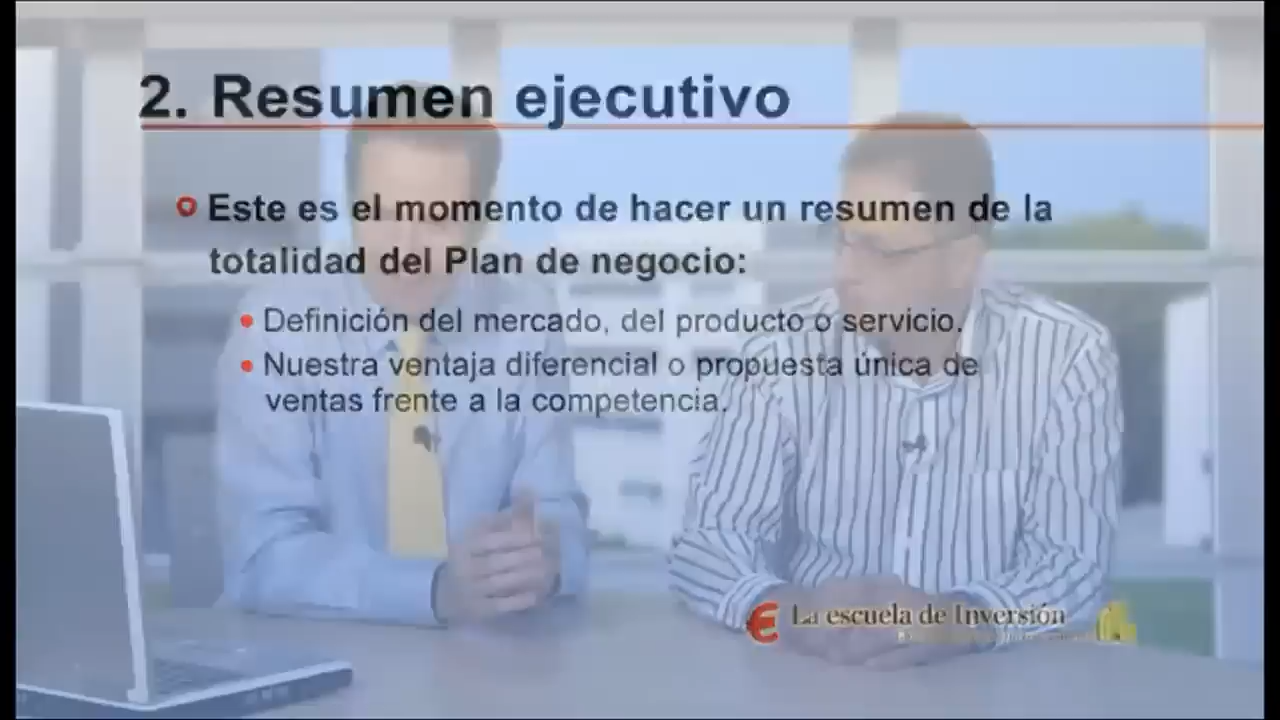 2. Resumen ejecutivo
Este es el momento de hacer un resumen de la
totalidad del Plan de negocio:
Definición del mercado, del producto o servicio.
Nuestra ventaja diferencial o propuesta única de
ventas frente a la competencia.
La escuela de Inversión